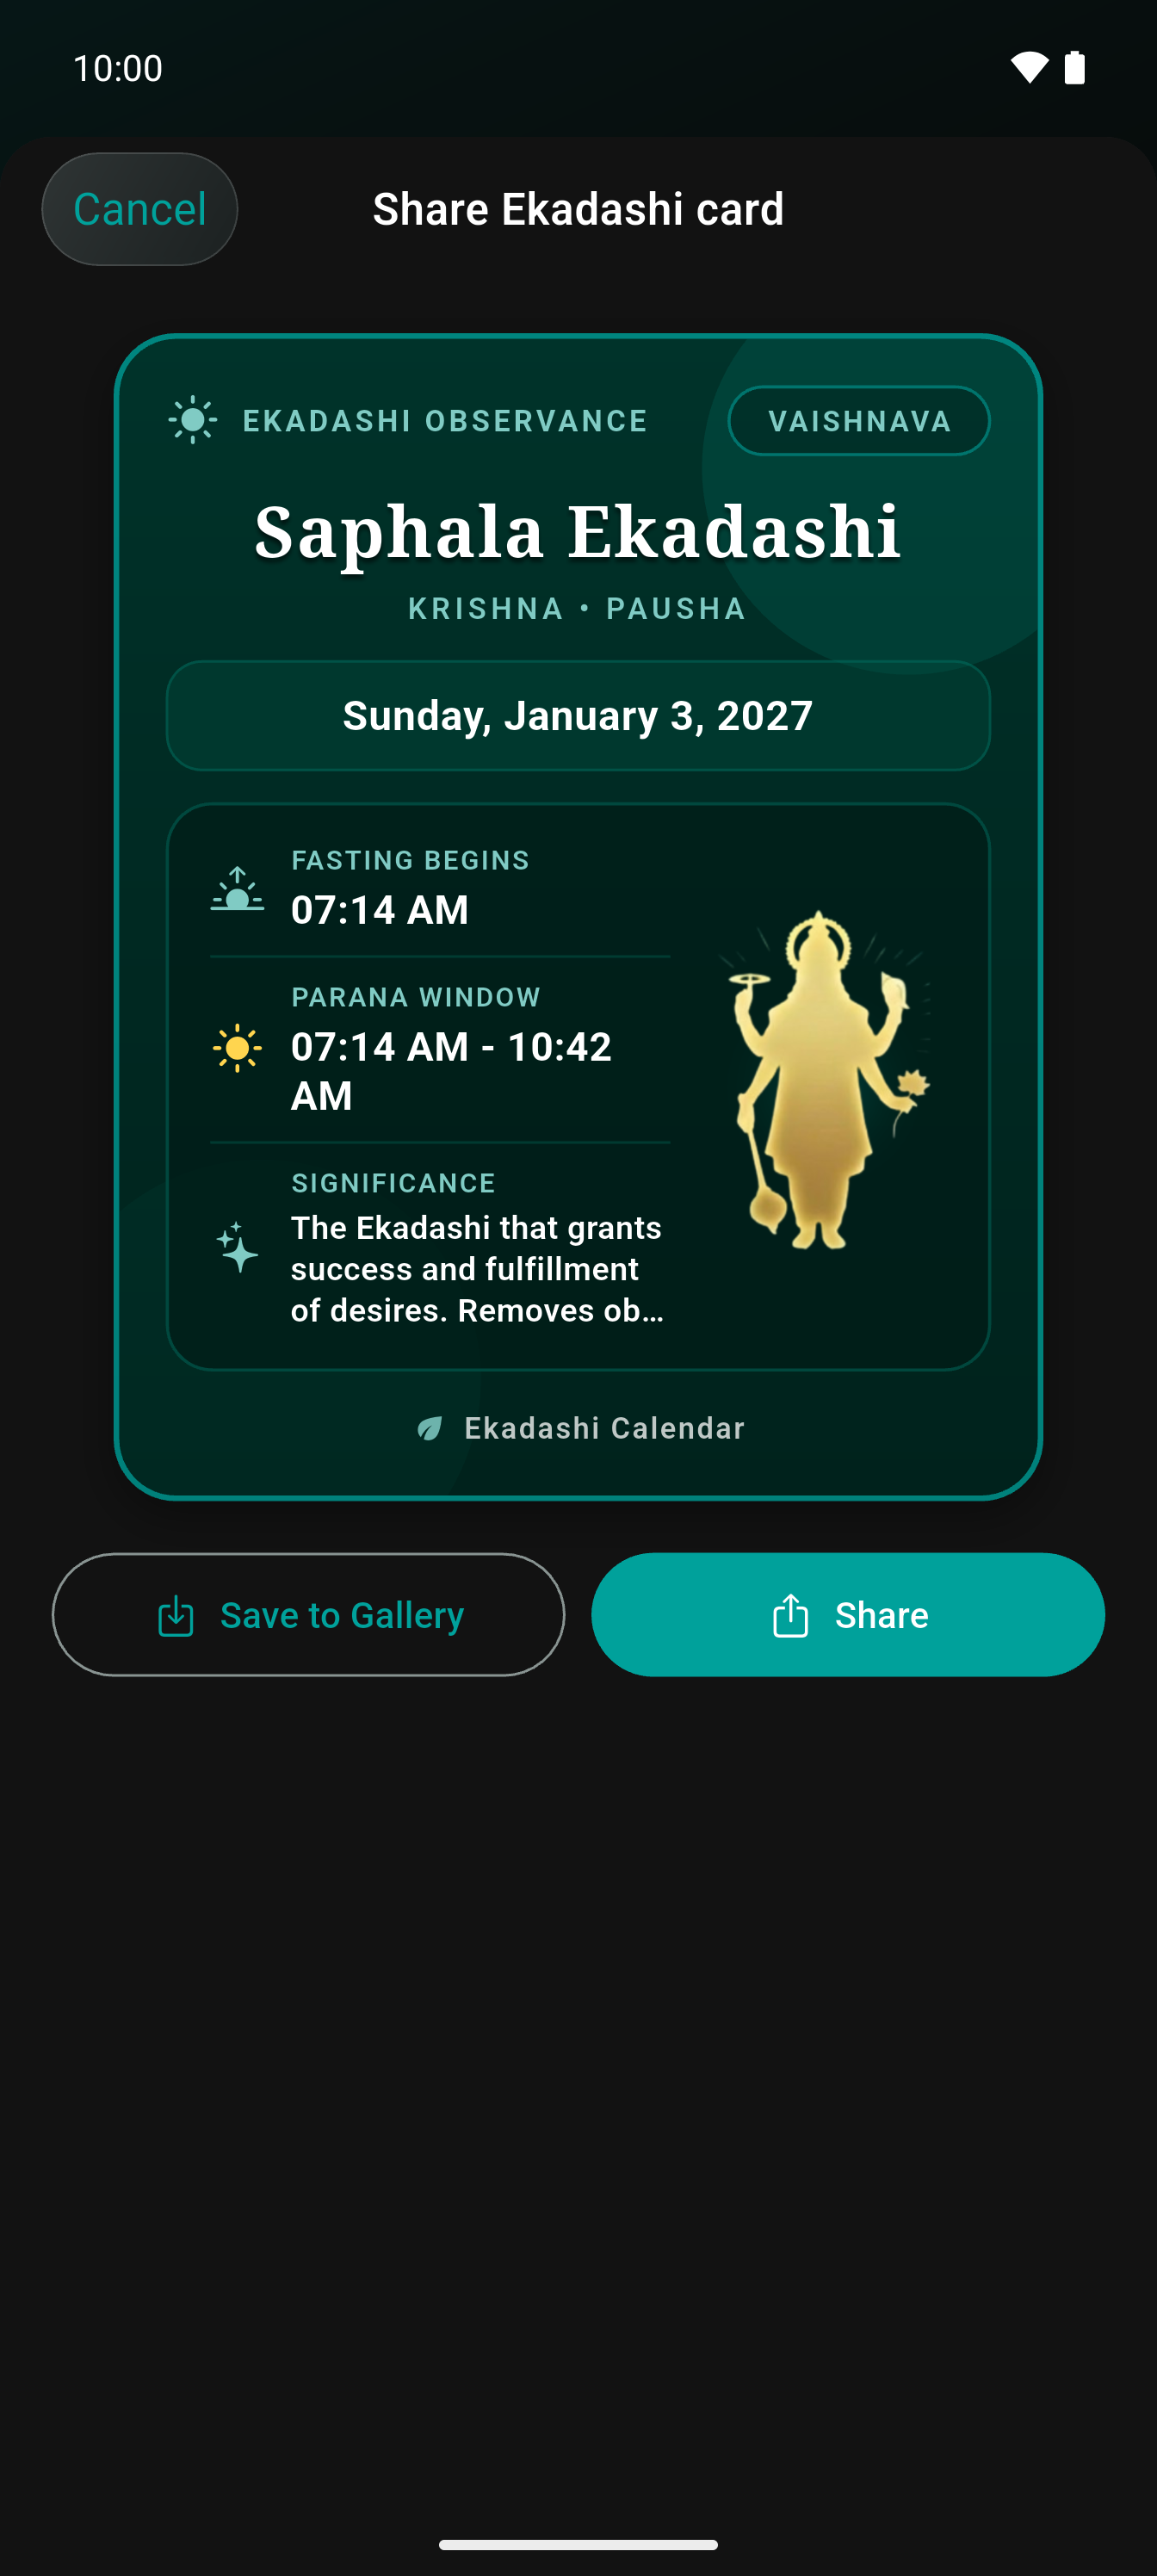 10:00
Cancel
Share Ekadashi card
EKADASHI OBSERVANCE
VAISHNAVA
Saphala Ekadashi
KRISHNA • PAUSHA
Sunday, January 3, 2027
FASTING BEGINS
07:14 AM
PARANA WINDOW
07:14 AM - 10:42
AM
SIGNIFICANCE
The Ekadashi that grants
success and fulfillment
of desires. Removes ob…
Ekadashi Calendar
Save to Gallery
Share